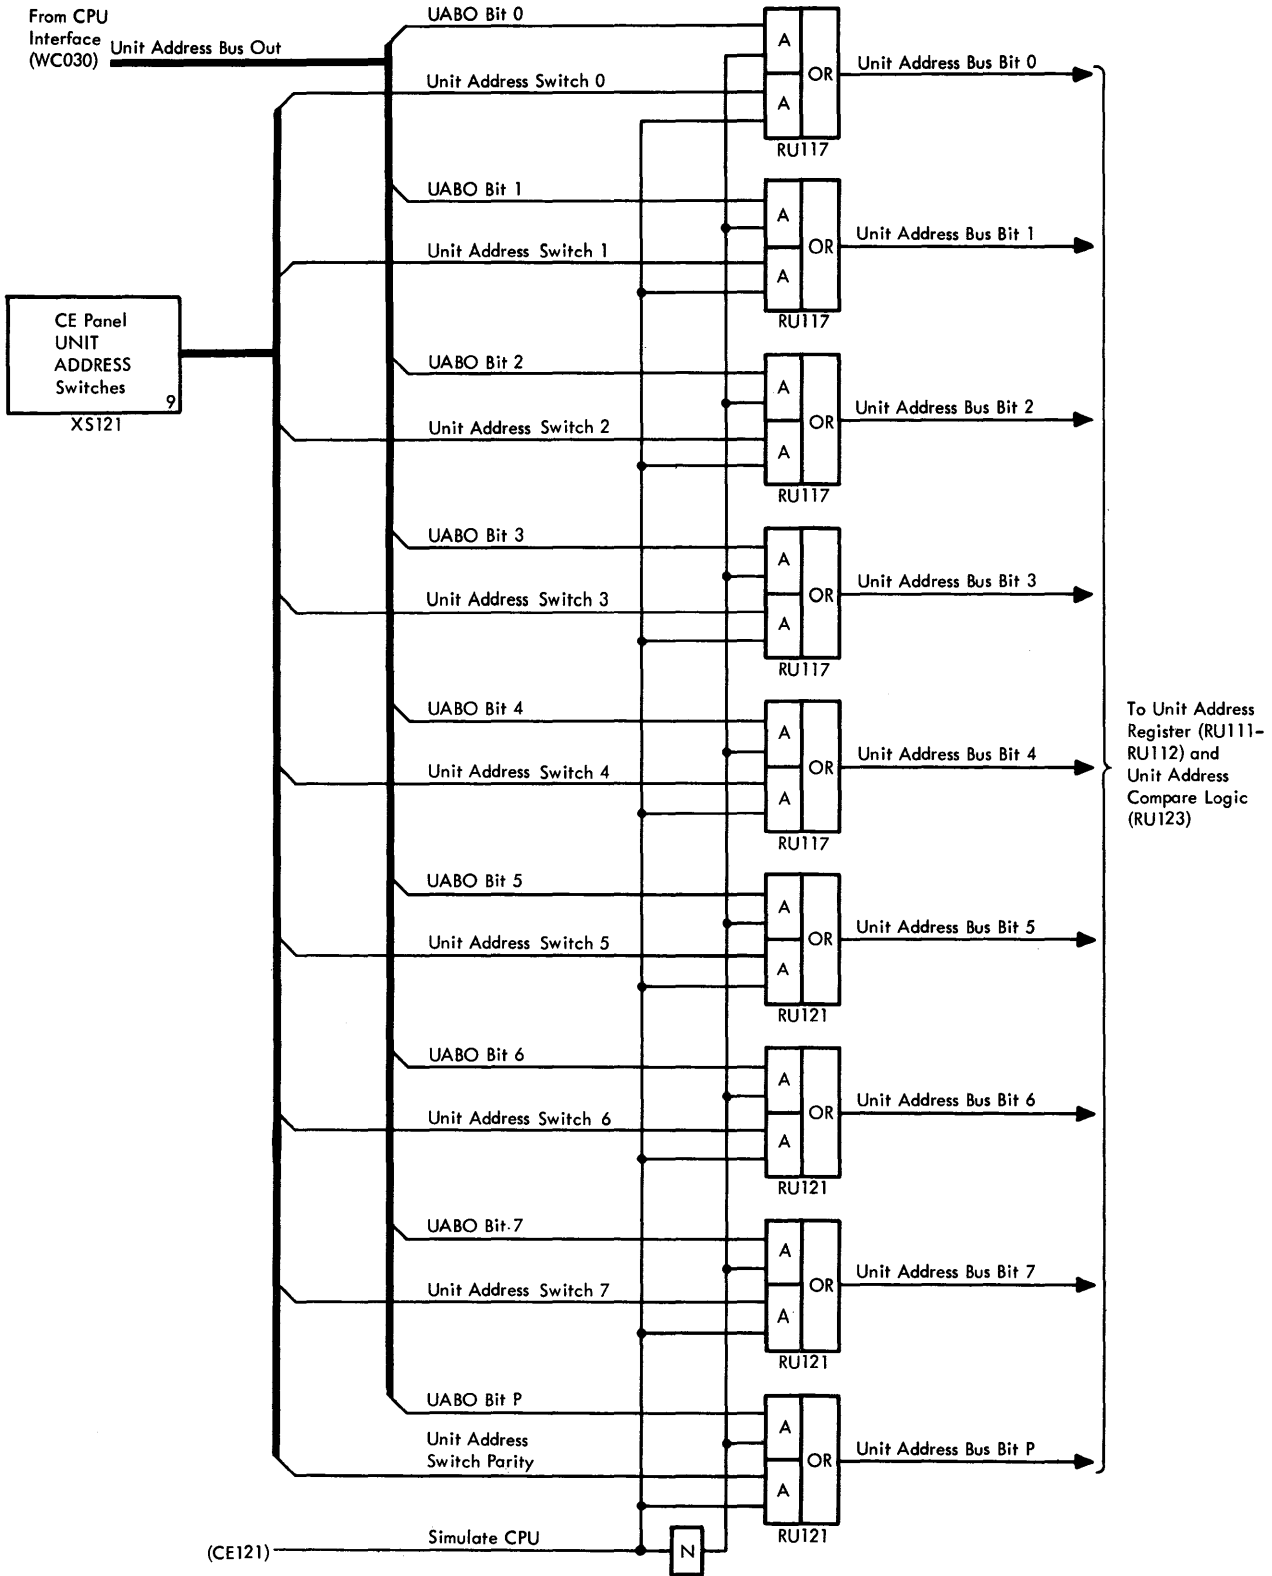 From CPU
Interface
(WC030)
Unit Address Bus Out
UABO Bit 0
Unit Address Switch 0
A
A
OR
RU117
Unit Address Bus Bit 0
UABO Bit 1
Unit Address Switch 1
A
A
OR
RU117
Unit Address Bus Bit 1
CE Panel
UNIT
ADDRESS
Switches
9
XS121
UABO Bit 2
Unit Address Switch 2
A
A
OR
RU117
Unit Address Bus Bit 2
UABO Bit 3
Unit Address Switch 3
A
A
OR
RU117
Unit Address Bus Bit 3
UABO Bit 4
Unit Address Switch 4
A
A
OR
RU117
Unit Address Bus Bit 4
To Unit Address
Register (RU111-
RU112) and
Unit Address
Compare Logic
(RU123)
UABO Bit 5
Unit Address Switch 5
A
A
OR
RU121
Unit Address Bus Bit 5
UABO Bit 6
Unit Address Switch 6
A
A
OR
RU121
Unit Address Bus Bit 6
UABO Bit 7
Unit Address Switch 7
A
A
OR
RU121
Unit Address Bus Bit 7
UABO Bit P
Unit Address
Switch Parity
A
A
OR
RU121
Unit Address Bus Bit P
(CE121)
Simulate CPU
N